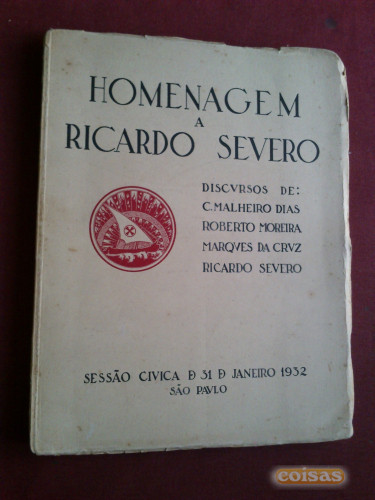 HOMENAGEM
A
RICARDO SEVERO
DISCVRSOS DE:
C. MALHEIRO DIAS
ROBERTO MOREIRA
MARQVES DA CRVZ
RICARDO SEVERO
SESSÃO CIVICA D 31 D JANEIRO 1932
SÃO PAVLO
coisas